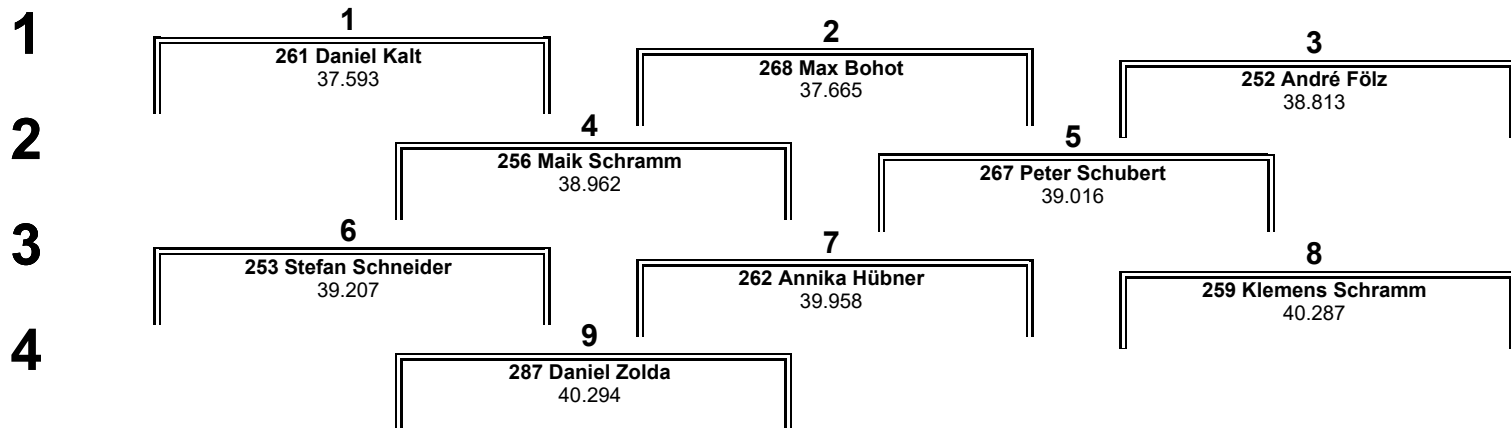 1
1
261 Daniel Kalt
37.593
2
268 Max Bohot
37.665
3
252 André Fölz
38.813
2
4
256 Maik Schramm
38.962
5
267 Peter Schubert
39.016
3
6
253 Stefan Schneider
39.207
7
262 Annika Hübner
39.958
8
259 Klemens Schramm
40.287
4
9
287 Daniel Zolda
40.294